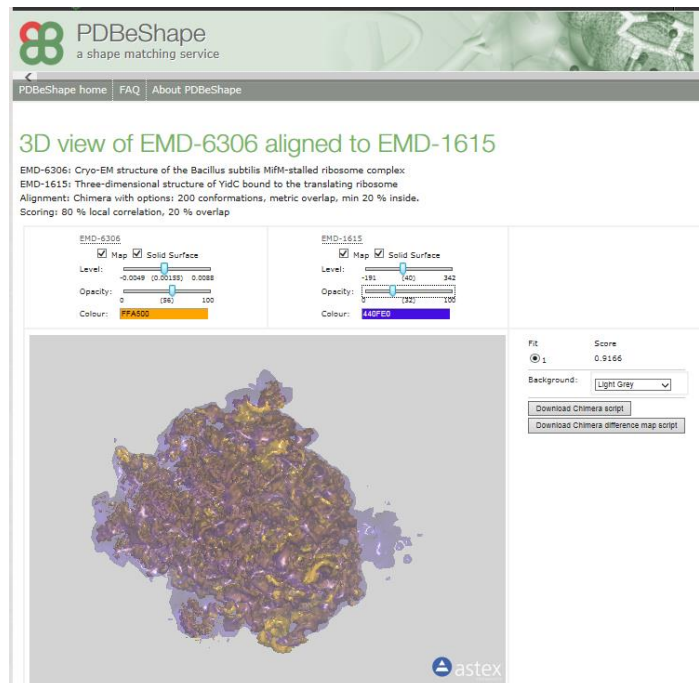 PDBeShape
a shape matching service
PDBeShape home FAQ About PDBeShape
3D view of EMD-6306 aligned to EMD-1615
EMD-6306: Cryo-EM structure of the Bacillus subtilis MifM-stalled ribosome complex
EMD-1615: Three-dimensional structure of YidC bound to the translating ribosome
Alignment: Chimera with options: 200 conformations, metric overlap, min 20 % inside.
Scoring: 80 % local correlation, 20 % overlap
EMD-6306
Map Solid Surface
Level:
-0.0049 (0.00155) 0.0088
Opacity:
0 (56) 100
Colour: FFA500
EMD-1615
Map Solid Surface
Level:
-191 (40) 342
Opacity:
0 (32) 100
Colour: 440FE0
Fit Score
1 0.9166
Background: Light Grey
Download Chimera script
Download Chimera difference map script
astex